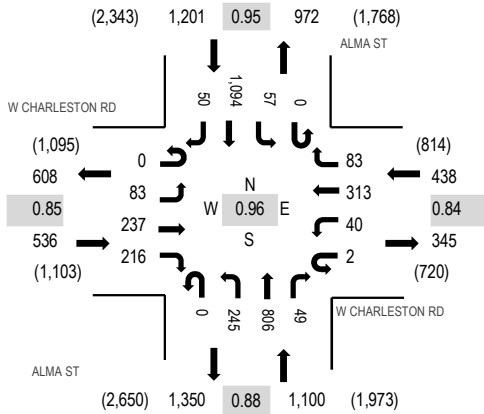 (2,343) 1,201 0.95 972 (1,768)
ALMA ST
W CHARLESTON RD
50 1,094 57 0
(1,095) (814)
608 0 83 438
83 N 313
0.85 237 W 0.96 E 40 0.84
536 216 S 2 345
(1,103) (720)
0 245 806 49
W CHARLESTON RD
ALMA ST
(2,650) 1,350 0.88 1,100 (1,973)